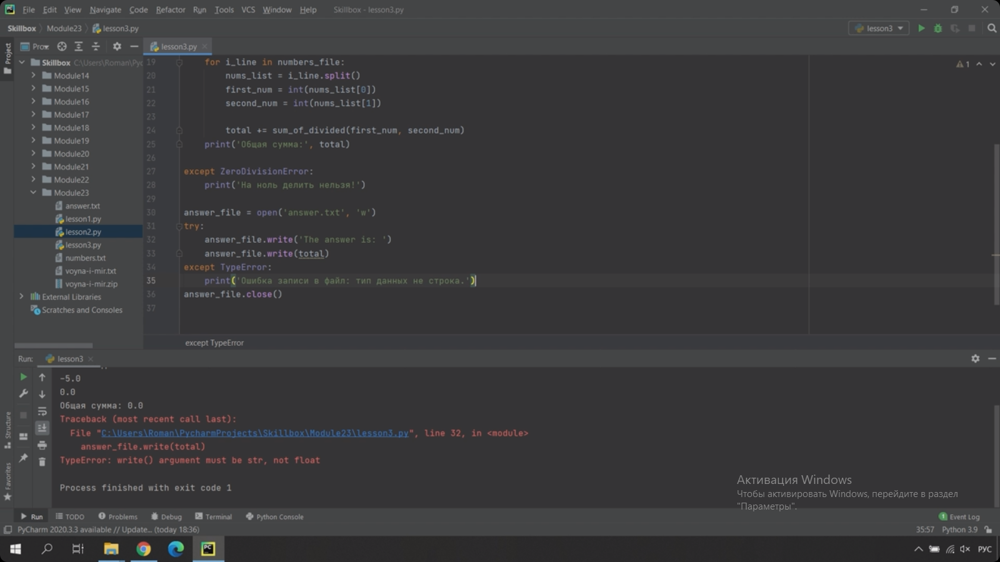 File Edit View Navigate Code Refactor Run Tools VCS Window Help Skillbox - lesson3.py
Skillbox Module23 lesson3.py lesson3
Project
lesson3.py
Skillbox C:\Users\Roman\Pyc
Module14
Module15
Module16
Module17
Module18
Module19
Module20
Module21
Module22
Module23
answer.txt
lesson1.py
lesson2.py
lesson3.py
numbers.txt
voyna-i-mir.txt
voyna-i-mir.zip
External Libraries
Scratches and Consoles
19 for i_line in numbers_file:
20 nums_list = i_line.split()
21 first_num = int(nums_list[0])
22 second_num = int(nums_list[1])
23
24 total += sum_of_divided(first_num, second_num)
25 print('Общая сумма:', total)
26
27 except ZeroDivisionError:
28 print('На ноль делить нельзя!')
29
30 answer_file = open('answer.txt', 'w')
31 try:
32 answer_file.write('The answer is: ')
33 answer_file.write(total)
34 except TypeError:
35 print('Ошибка записи в файл: тип данных не строка.')
36 answer_file.close()
37
1
except TypeError
Run: lesson3
-5.0
0.0
Общая сумма: 0.0
Traceback (most recent call last):
File "C:\Users\Roman\PycharmProjects\Skillbox\Module23\lesson3.py", line 32, in <module>
answer_file.write(total)
TypeError: write() argument must be str, not float
Process finished with exit code 1
Structure
Favorites
Активация Windows
Чтобы активировать Windows, перейдите в раздел
"Параметры".
Run TODO Problems Debug Terminal Python Console 1 Event Log
PyCharm 2020.3.3 available // Update... (today 18:36) 35:57 Python 3.9
PC РУС